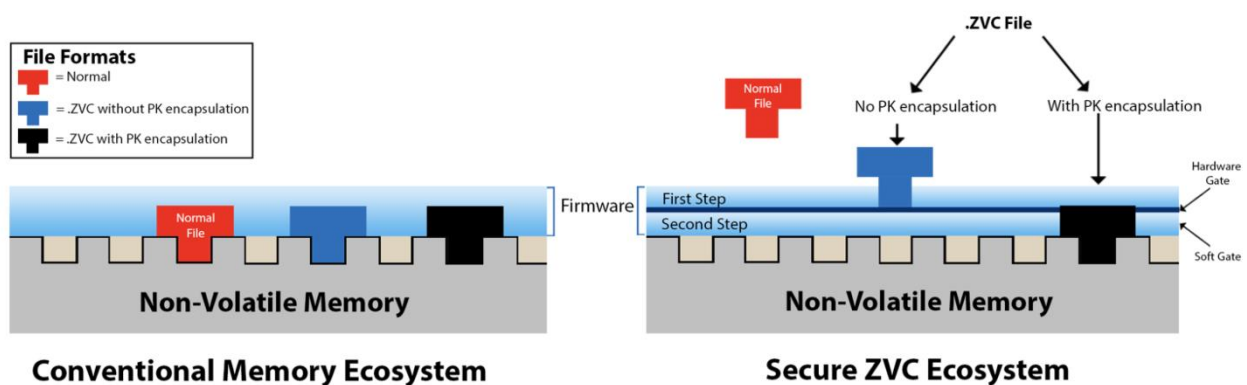 File Formats
= Normal
= .ZVC without PK encapsulation
= .ZVC with PK encapsulation
Normal
File
Non-Volatile Memory
Conventional Memory Ecosystem
Firmware
.ZVC File
Normal
File
No PK encapsulation
With PK encapsulation
Hardware
Gate
First Step
Second Step
Soft Gate
Non-Volatile Memory
Secure ZVC Ecosystem